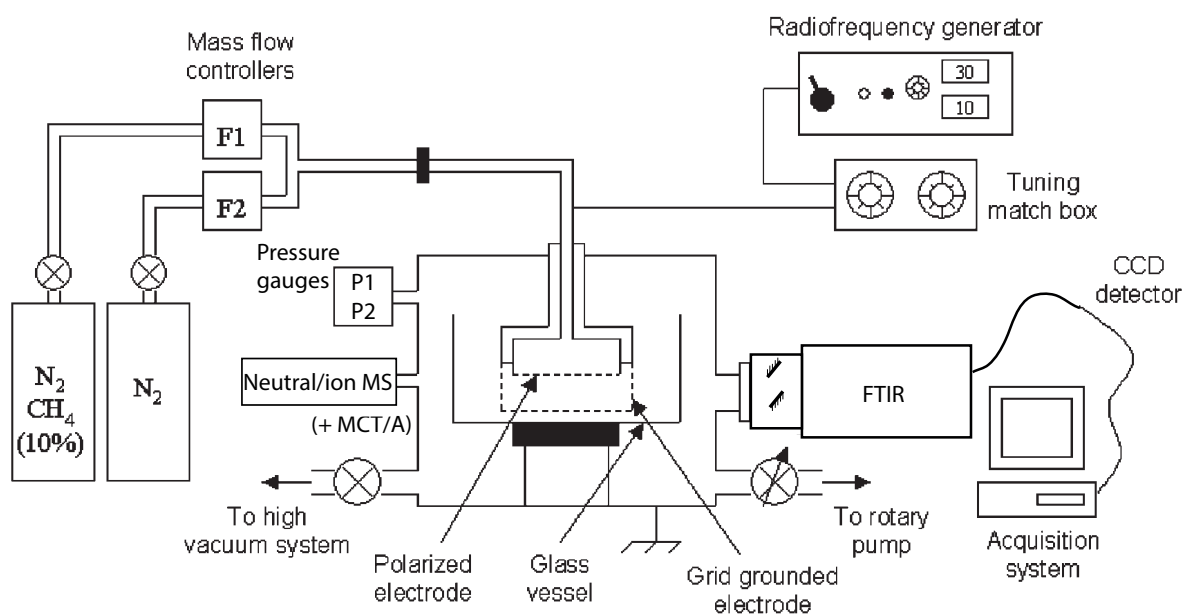 Mass flow
controllers
Radiofrequency generator
30
10
F1
F2
Tuning
match box
Pressure
gauges
P1
P2
CCD
detector
N₂
CH₄
(10%)
N₂
Neutral/ion MS
(+ MCT/A)
FTIR
To high
vacuum system
Polarized
electrode
Glass
vessel
Grid grounded
electrode
To rotary
pump
Acquisition
system